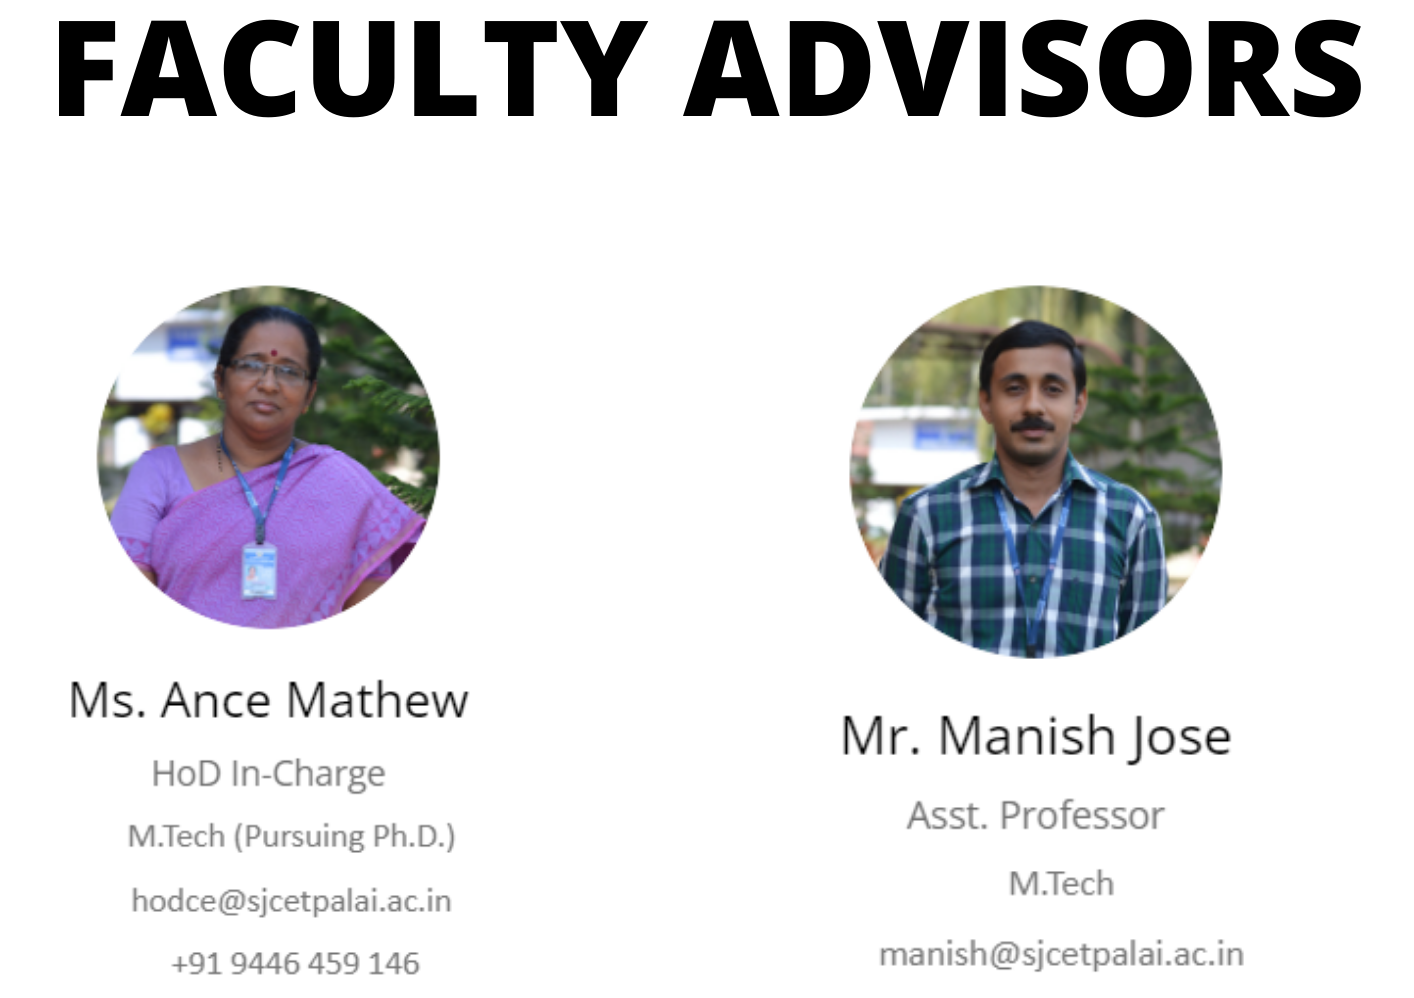 FACULTY ADVISORS
Ms. Ance Mathew
HoD In-Charge
M.Tech (Pursuing Ph.D.)
hodce@sjcetpalai.ac.in
+91 9446 459 146
Mr. Manish Jose
Asst. Professor
M.Tech
manish@sjcetpalai.ac.in